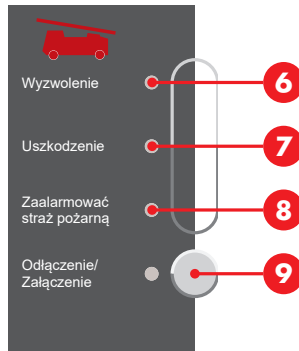 Wyzwolenie
6
Uszkodzenie
7
Zaalarmować
straż pożarną
8
Odłączenie/
Załączenie
9